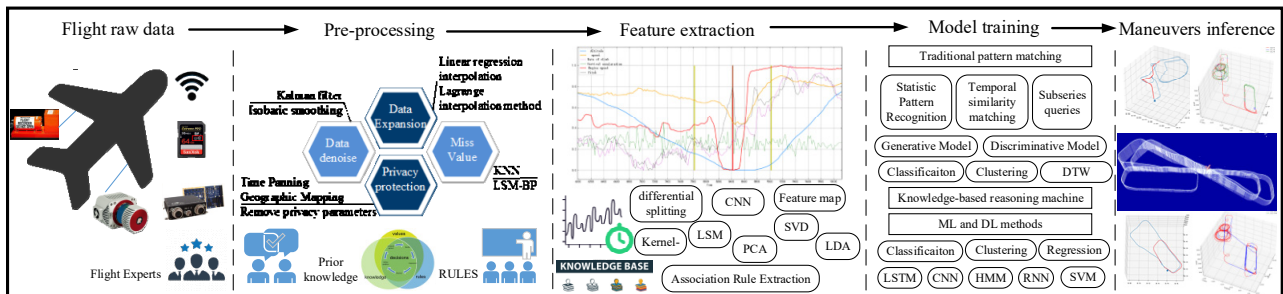 Flight raw data
Pre-processing
Feature extraction
Model training
Maneuvers inference
Flight Experts
Linear regression
interpolation
Lagrange
interpolation method
Kalman filter
Isobaric smoothing
Data
Expansion
Data
denoise
Miss
Value
Privacy
protection
KNN
LSM-BP
Time Panning
Geographic Mapping
Remove privacy parameters
Prior
knowledge
values
decisions
knowledge
rules
RULES
differential
splitting
CNN
Feature map
Kernel-
LSM
PCA
SVD
LDA
KNOWLEDGE BASE
Association Rule Extraction
Traditional pattern matching
Statistic
Pattern
Recognition
Temporal
similarity
matching
Subseries
queries
Generative Model
Discriminative Model
Classificaiton
Clustering
DTW
Knowledge-based reasoning machine
ML and DL methods
Classificaiton
Clustering
Regression
LSTM
CNN
HMM
RNN
SVM